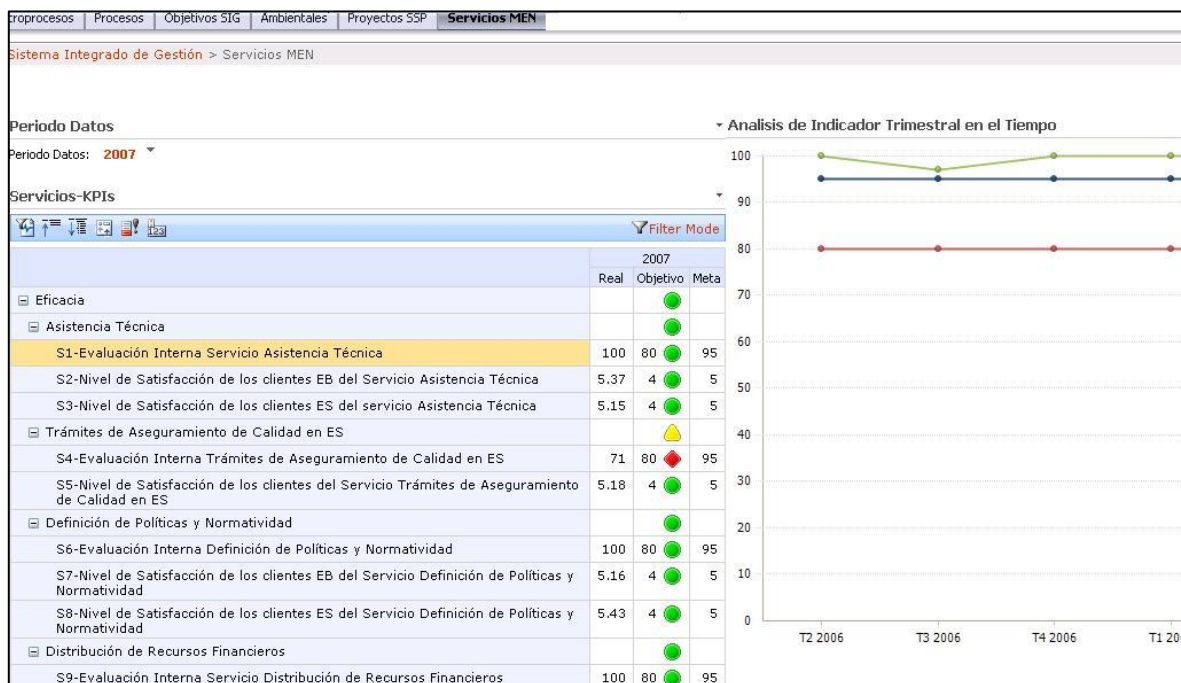 croprocesos Procesos Objetivos SIG Ambientales Proyectos SSP Servicios MEN
Sistema Integrado de Gestión > Servicios MEN
Periodo Datos
Periodo Datos: 2007
Servicios-KPIs
Filter Mode
2007
Real Objetivo Meta
Eficacia
Asistencia Técnica
S1-Evaluación Interna Servicio Asistencia Técnica 100 80 95
S2-Nivel de Satisfacción de los clientes EB del Servicio Asistencia Técnica 5.37 4 5
S3-Nivel de Satisfacción de los clientes ES del servicio Asistencia Técnica 5.15 4 5
Trámites de Aseguramiento de Calidad en ES
S4-Evaluación Interna Trámites de Aseguramiento de Calidad en ES 71 80 95
S5-Nivel de Satisfacción de los clientes del Servicio Trámites de Aseguramiento 5.18 4 5
de Calidad en ES
Definición de Políticas y Normatividad
S6-Evaluación Interna Definición de Políticas y Normatividad 100 80 95
S7-Nivel de Satisfacción de los clientes EB del Servicio Definición de Políticas y 5.16 4 5
Normatividad
S8-Nivel de Satisfacción de los clientes ES del Servicio Definición de Políticas y 5.43 4 5
Normatividad
Distribución de Recursos Financieros
S9-Evaluación Interna Servicio Distribución de Recursos Financieros 100 80 95
Analisis de Indicador Trimestral en el Tiempo
100
90
80
70
60
50
40
30
20
10
0
T2 2006 T3 2006 T4 2006 T1 20